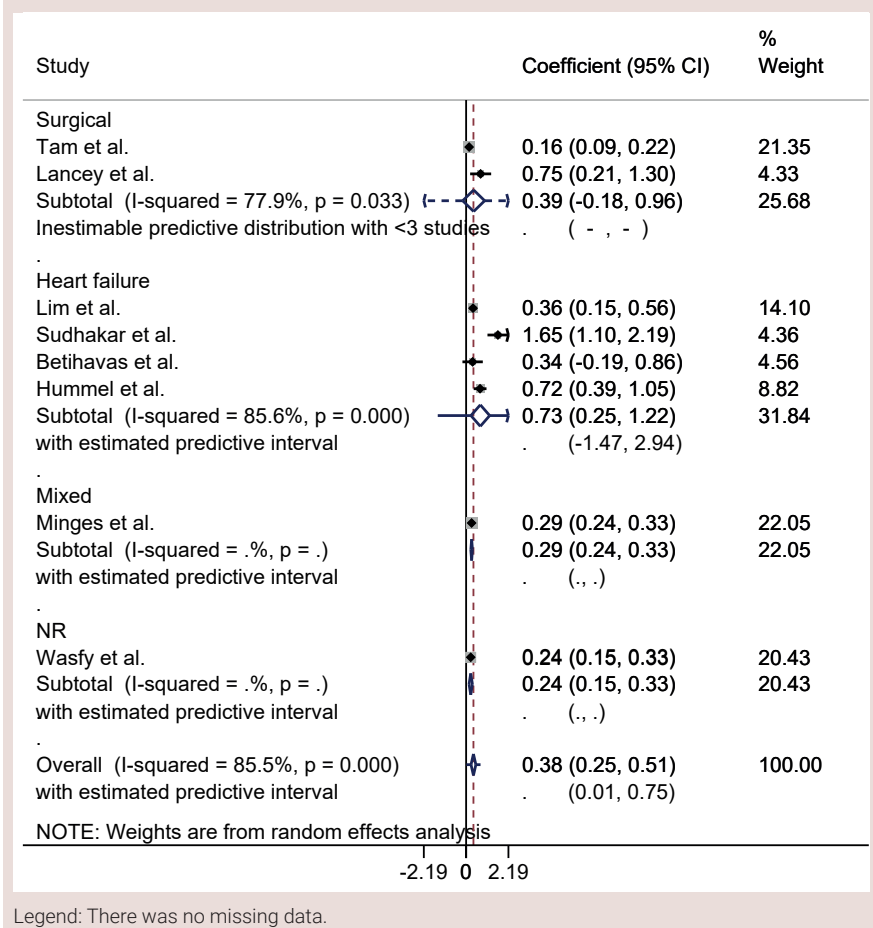 %
Study Coefficient (95% CI) Weight
Surgical
Tam et al. 0.16 (0.09, 0.22) 21.35
Lancey et al. 0.75 (0.21, 1.30) 4.33
Subtotal (I-squared = 77.9%, p = 0.033) 0.39 (-0.18, 0.96) 25.68
Inestimable predictive distribution with <3 studies . ( - , - )
.
Heart failure
Lim et al. 0.36 (0.15, 0.56) 14.10
Sudhakar et al. 1.65 (1.10, 2.19) 4.36
Betihavas et al. 0.34 (-0.19, 0.86) 4.56
Hummel et al. 0.72 (0.39, 1.05) 8.82
Subtotal (I-squared = 85.6%, p = 0.000) 0.73 (0.25, 1.22) 31.84
with estimated predictive interval . (-1.47, 2.94)
.
Mixed
Minges et al. 0.29 (0.24, 0.33) 22.05
Subtotal (I-squared = .%, p = .) 0.29 (0.24, 0.33) 22.05
with estimated predictive interval . (., .)
.
NR
Wasfy et al. 0.24 (0.15, 0.33) 20.43
Subtotal (I-squared = .%, p = .) 0.24 (0.15, 0.33) 20.43
with estimated predictive interval . (., .)
.
Overall (I-squared = 85.5%, p = 0.000) 0.38 (0.25, 0.51) 100.00
with estimated predictive interval . (0.01, 0.75)
NOTE: Weights are from random effects analysis
-2.19 0 2.19
Legend: There was no missing data.